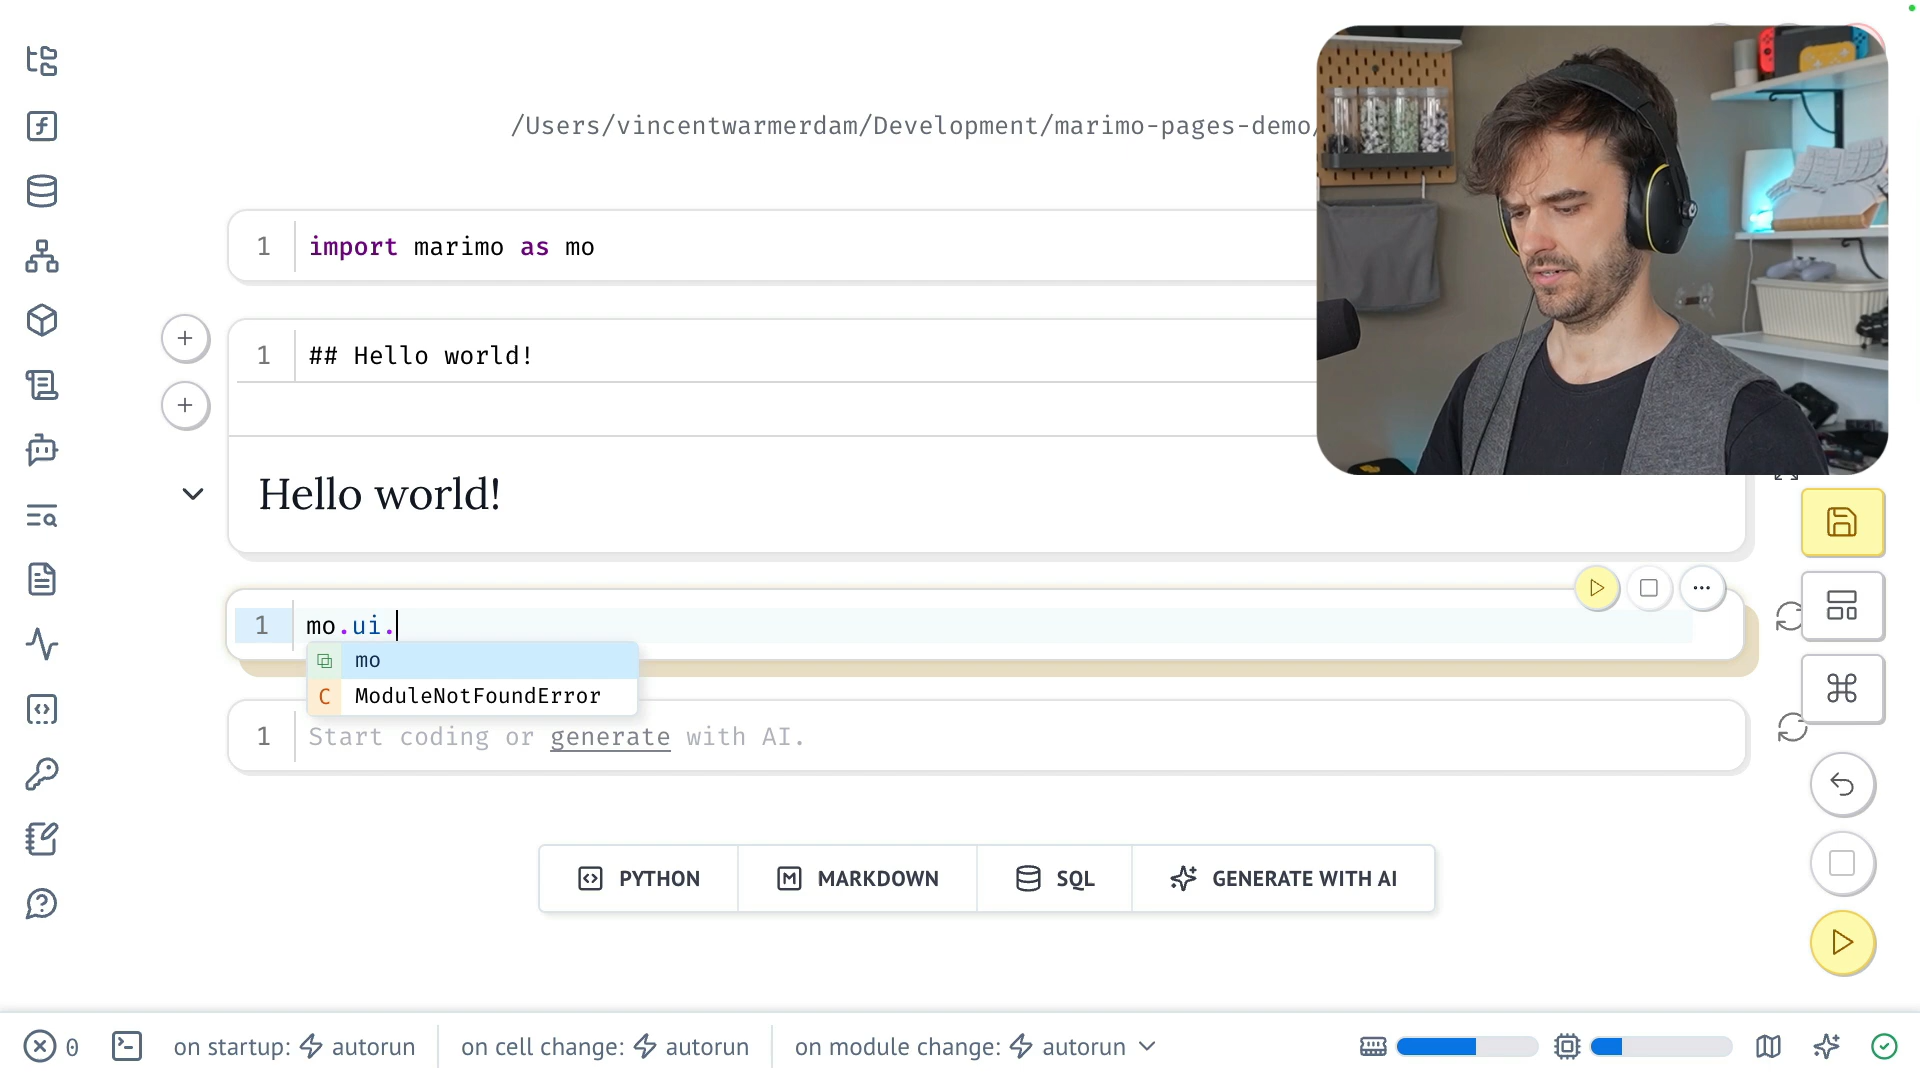 /Users/vincentwarmerdam/Development/marimo-pages-demo/
1 import marimo as mo
1 ## Hello world!
Hello world!
1 mo.ui.
mo
C ModuleNotFoundError
1 Start coding or generate with AI.
PYTHON MARKDOWN SQL GENERATE WITH AI
0 on startup: autorun on cell change: autorun on module change: autorun